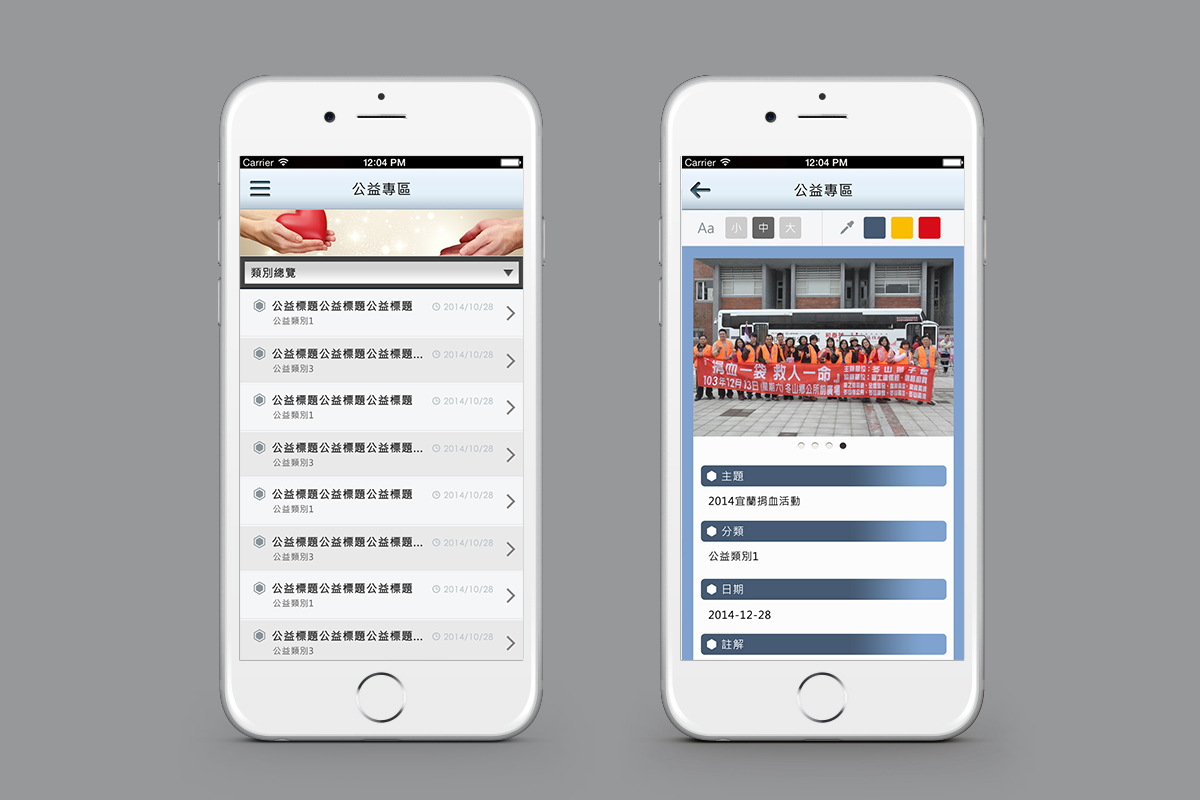 Carrier 12:04 PM
公益專區
類別總覽
公益標題公益標題公益標題 2014/10/28
公益類別1
公益標題公益標題公益標題... 2014/10/28
公益類別3
公益標題公益標題公益標題 2014/10/28
公益類別1
公益標題公益標題公益標題... 2014/10/28
公益類別3
公益標題公益標題公益標題 2014/10/28
公益類別1
公益標題公益標題公益標題... 2014/10/28
公益類別3
公益標題公益標題公益標題 2014/10/28
公益類別1
公益標題公益標題公益標題... 2014/10/28
公益類別3
Carrier 12:04 PM
公益專區
Aa 小 中 大
『捐血一袋 救人一命』
103年12月13日(星期六)冬山鄉公所前廣場
主題
2014宜蘭捐血活動
分類
公益類別1
日期
2014-12-28
註解